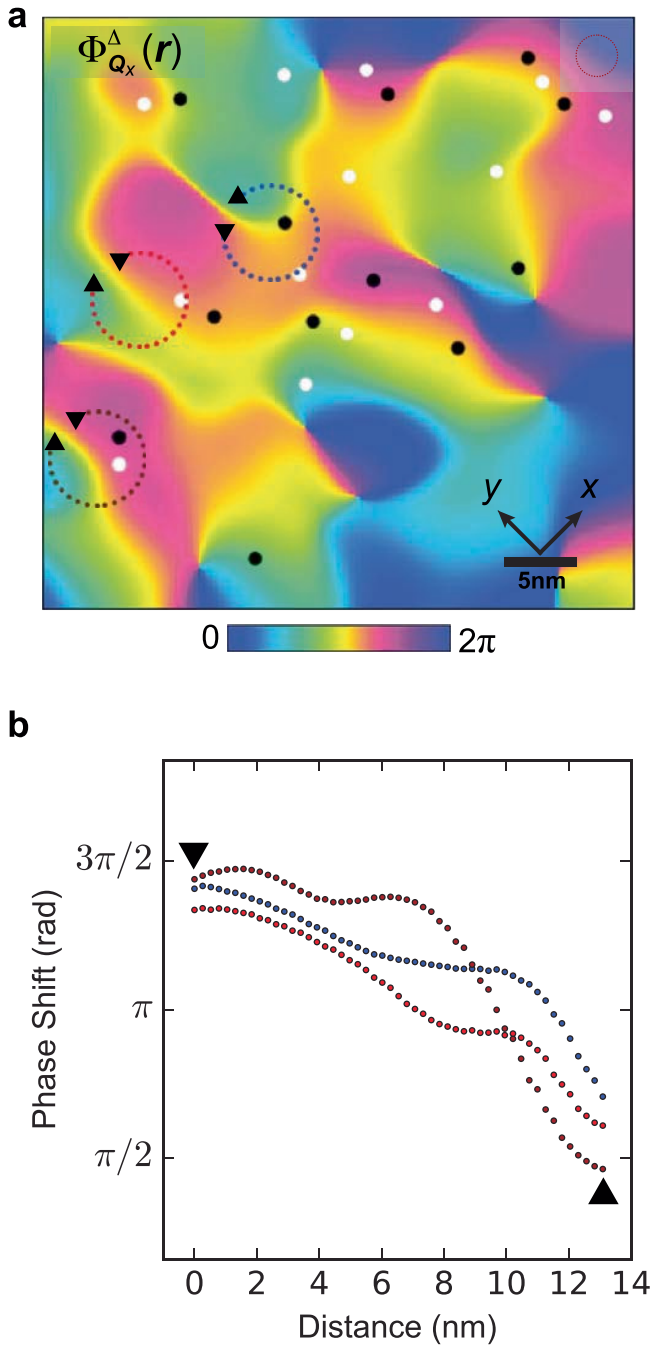 a
Φ^Δ_{Q_x}(r)
y x
5nm
0 2π
b
3π/2
π
π/2
Phase Shift (rad)
0 2 4 6 8 10 12 14
Distance (nm)